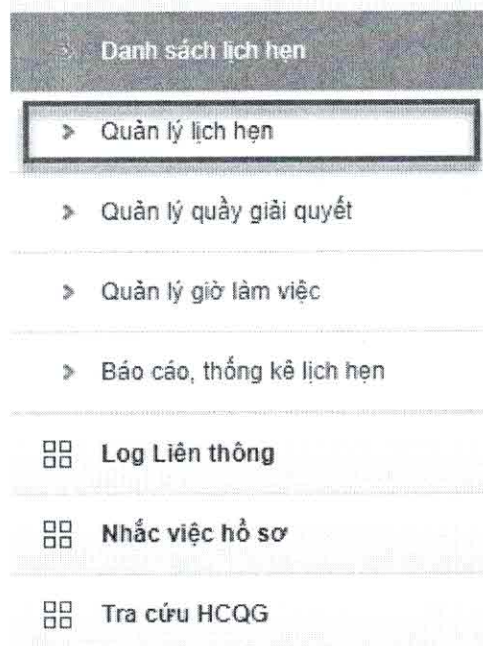 Danh sách lịch hẹn
Quản lý lịch hẹn
Quản lý quầy giải quyết
Quản lý giờ làm việc
Báo cáo, thống kê lịch hẹn
Log Liên thông
Nhắc việc hồ sơ
Tra cứu HCQG